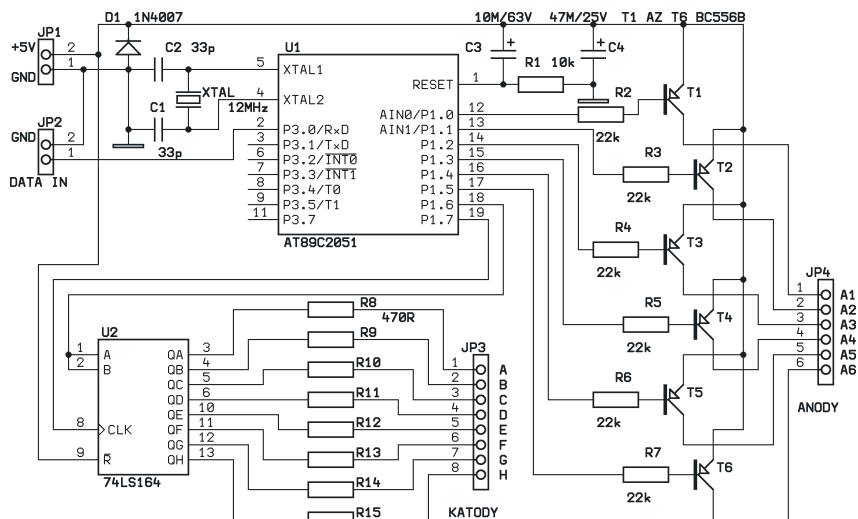 D1 1N4007
10M/63V 47M/25V T1 AZ T6 BC556B
JP1
+5V 2
GND 1
C2 33p
U1
C3 +
+ C4
R1 10k
5 XTAL1
XTAL
12MHz
4 XTAL2
RESET 1
R2
22k
T1
C1
33p
JP2
GND 2
1
DATA IN
2 P3.0/RxD
3 P3.1/TxD
6 P3.2/INT0
7 P3.3/INT1
8 P3.4/T0
9 P3.5/T1
11 P3.7
AIN0/P1.0 12
AIN1/P1.1 13
P1.2 14
P1.3 15
P1.4 16
P1.5 17
P1.6 18
P1.7 19
AT89C2051
R3
22k
T2
R4
22k
T3
R5
22k
T4
R6
22k
T5
R7
22k
T6
JP4
1 A1
2 A2
3 A3
4 A4
5 A5
6 A6
ANODY
U2
1 A
2 B
8 CLK
9 R
QA 3
QB 4
QC 5
QD 6
QE 10
QF 11
QG 12
QH 13
74LS164
R8
470R
R9
R10
R11
R12
R13
R14
R15
JP3
1 A
2 B
3 C
4 D
5 E
6 F
7 G
8 H
KATODY